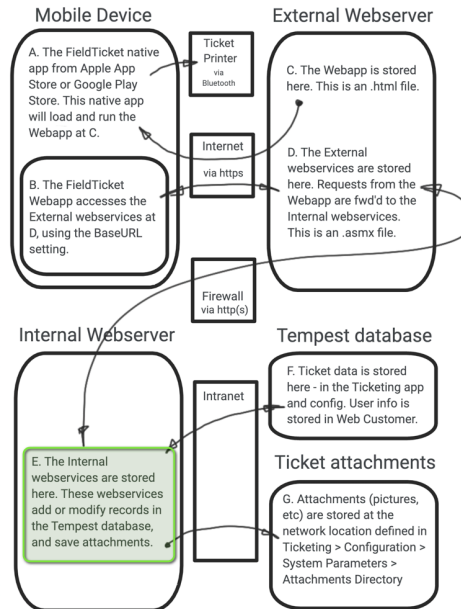 Mobile Device
External Webserver
A. The FieldTicket native
app from Apple App
Store or Google Play
Store. This native app
will load and run the
Webapp at C.
Ticket
Printer
via
Bluetooth
C. The Webapp is stored
here. This is an .html file.
Internet
via https
B. The FieldTicket
Webapp accesses the
External webservices at
D, using the BaseURL
setting.
D. The External
webservices are stored
here. Requests from the
Webapp are fwd'd to the
Internal webservices.
This is an .asmx file.
Firewall
via http(s)
Internal Webserver
Tempest database
Intranet
F. Ticket data is stored
here - in the Ticketing app
and config. User info is
stored in Web Customer.
E. The Internal
webservices are stored
here. These webservices
add or modify records in
the Tempest database,
and save attachments.
Ticket attachments
G. Attachments (pictures,
etc) are stored at the
network location defined in
Ticketing > Configuration >
System Parameters >
Attachments Directory